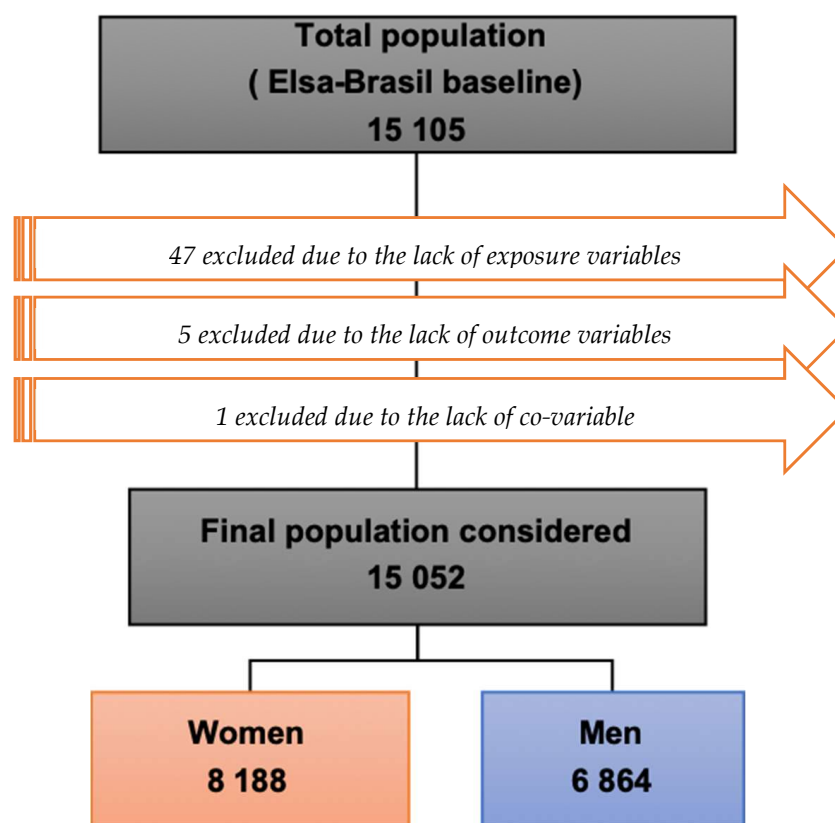 Total population
( Elsa-Brasil baseline)
15 105
47 excluded due to the lack of exposure variables
5 excluded due to the lack of outcome variables
1 excluded due to the lack of co-variable
Final population considered
15 052
Women
8 188
Men
6 864